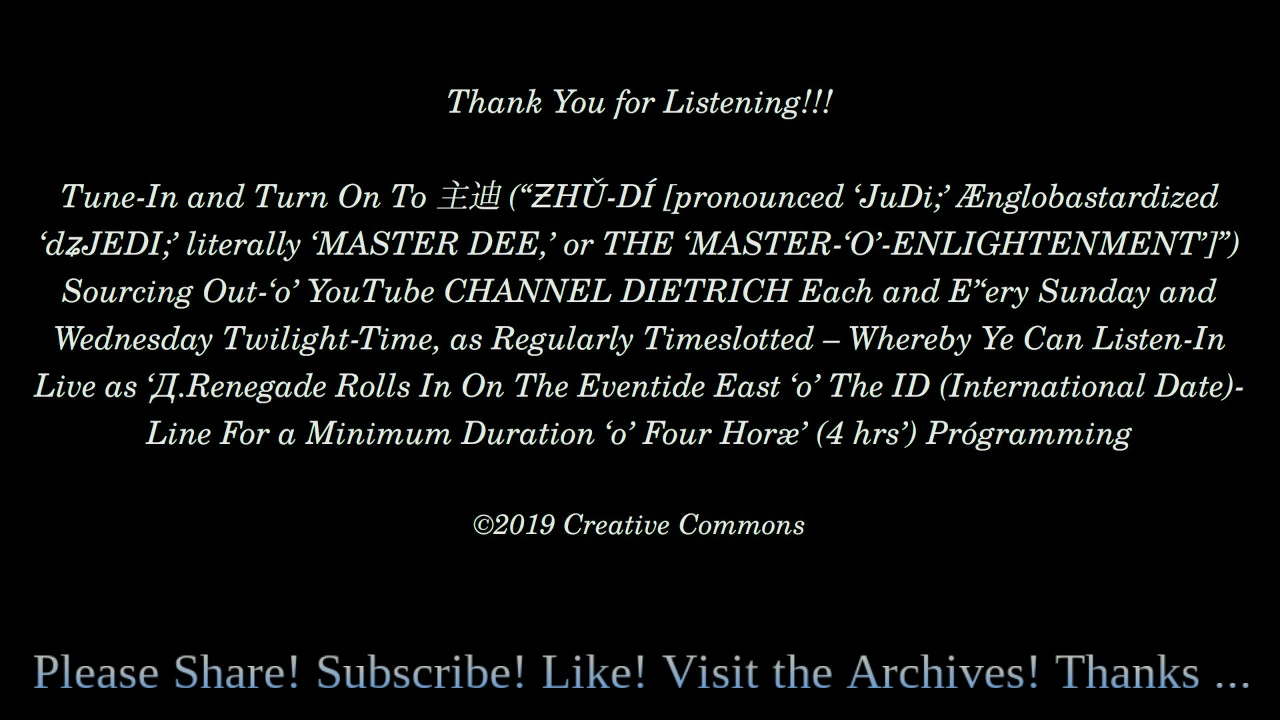 Thank You for Listening!!!
Tune-In and Turn On To 主迪 (“ƵHǓ-DÍ [pronounced ‘JuDi;’ Ænglobastardized
‘dʑJEDI;’ literally ‘MASTER DEE,’ or THE ‘MASTER-‘O’-ENLIGHTENMENT’]”)
Sourcing Out-‘o’ YouTube CHANNEL DIETRICH Each and E’‘ery Sunday and
Wednesday Twilight-Time, as Regularly Timeslotted – Whereby Ye Can Listen-In
Live as ‘Д.Renegade Rolls In On The Eventide East ‘o’ The ID (International Date)-
Line For a Minimum Duration ‘o’ Four Horæ’ (4 hrs’) Prógramming
©2019 Creative Commons
Please Share! Subscribe! Like! Visit the Archives! Thanks ...